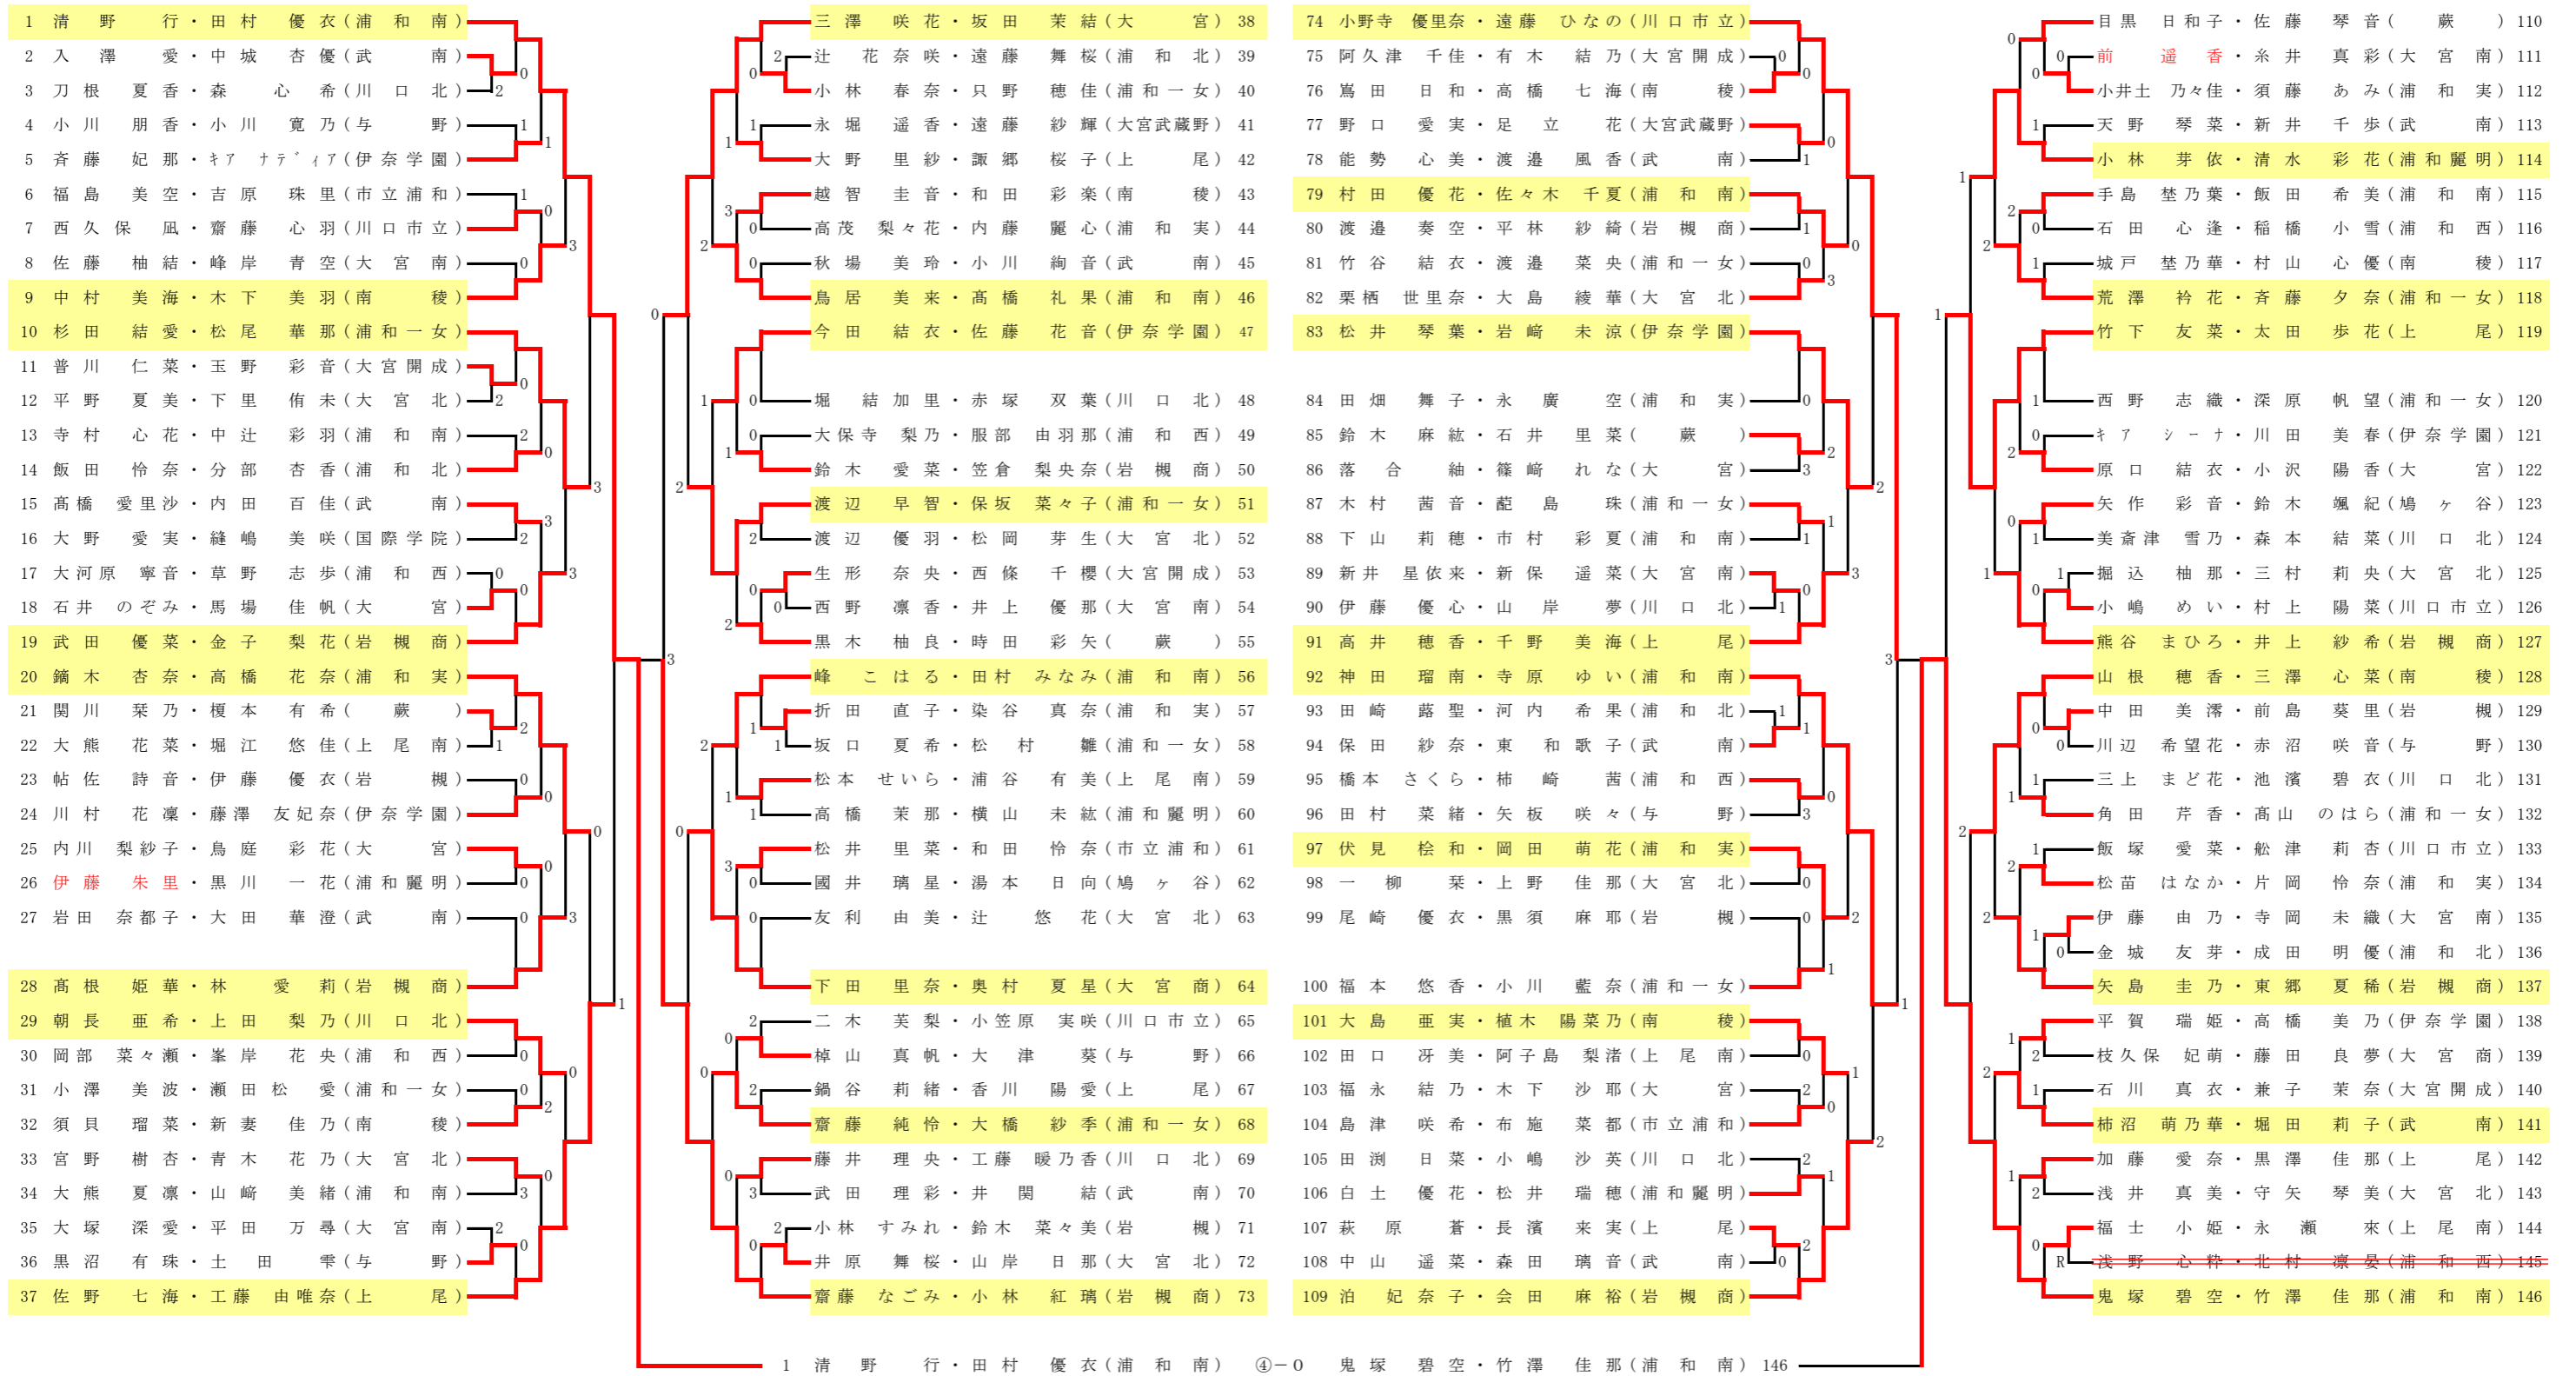 1 清野 行・田村 優衣(浦和南)
2 入澤 愛・中城 杏優(武南)
3 刀根 夏香・森 心希(川口北)
4 小川 朋香・小川 寛乃(与野)
5 斉藤 妃那・キア ナディア(伊奈学園)
6 福島 美空・吉原 珠里(市立浦和)
7 西久保 凪・齋藤 心羽(川口市立)
8 佐藤 柚結・峰岸 青空(大宮南)
9 中村 美海・木下 美羽(南稜)
10 杉田 結愛・松尾 華那(浦和一女)
11 普川 仁菜・玉野 彩音(大宮開成)
12 平野 夏美・下里 侑未(大宮北)
13 寺村 心花・中辻 彩羽(浦和南)
14 飯田 怜奈・分部 杏香(浦和北)
15 髙橋 愛里沙・内田 百佳(武南)
16 大野 愛実・縫嶋 美咲(国際学院)
17 大河原 寧音・草野 志歩(浦和西)
18 石井 のぞみ・馬場 佳帆(大宮)
19 武田 優菜・金子 梨花(岩槻商)
20 鏑木 杏奈・高橋 花奈(浦和実)
21 関川 栞乃・榎本 有希(蕨)
22 大熊 花菜・堀江 悠佳(上尾南)
23 帖佐 詩音・伊藤 優衣(岩槻)
24 川村 花凜・藤澤 友妃奈(伊奈学園)
25 内川 梨紗子・鳥庭 彩花(大宮)
26 伊藤 朱里・黒川 一花(浦和麗明)
27 岩田 奈都子・大田 華澄(武南)
28 髙根 姫華・林 愛莉(岩槻商)
29 朝長 亜希・上田 梨乃(川口北)
30 岡部 菜々瀬・峯岸 花央(浦和西)
31 小澤 美波・瀬田松 愛(浦和一女)
32 須貝 瑠菜・新妻 佳乃(南稜)
33 宮野 樹杏・青木 花乃(大宮北)
34 大熊 夏凛・山﨑 美緒(浦和南)
35 大塚 深愛・平田 万尋(大宮南)
36 黒沼 有珠・土田 雫(与野)
37 佐野 七海・工藤 由唯奈(上尾)
三澤 咲花・坂田 茉結(大宮) 38
辻 花奈咲・遠藤 舞桜(浦和北) 39
小林 春奈・只野 穂佳(浦和一女) 40
永堀 遥香・遠藤 紗輝(大宮武蔵野) 41
大野 里紗・諏郷 桜子(上尾) 42
越智 圭音・和田 彩楽(南稜) 43
高茂 梨々花・内藤 麗心(浦和実) 44
秋場 美玲・小川 絢音(武南) 45
鳥居 美来・髙橋 礼果(浦和南) 46
今田 結衣・佐藤 花音(伊奈学園) 47
堀 結加里・赤塚 双葉(川口北) 48
大保寺 梨乃・服部 由羽那(浦和西) 49
鈴木 愛菜・笠倉 梨央奈(岩槻商) 50
渡辺 早智・保坂 菜々子(浦和一女) 51
渡辺 優羽・松岡 芽生(大宮北) 52
生形 奈央・西條 千櫻(大宮開成) 53
西野 凛香・井上 優那(大宮南) 54
黒木 柚良・時田 彩矢(蕨) 55
峰 こはる・田村 みなみ(浦和南) 56
折田 直子・染谷 真奈(浦和実) 57
坂口 夏希・松村 雛(浦和一女) 58
松本 せいら・浦谷 有美(上尾南) 59
高橋 茉那・横山 未紘(浦和麗明) 60
松井 里菜・和田 怜奈(市立浦和) 61
國井 璃星・湯本 日向(鳩ヶ谷) 62
友利 由美・辻 悠花(大宮北) 63
下田 里奈・奥村 夏星(大宮商) 64
二木 芙梨・小笠原 実咲(川口市立) 65
棹山 真帆・大津 葵(与野) 66
鍋谷 莉緒・香川 陽愛(上尾) 67
齋藤 純怜・大橋 紗季(浦和一女) 68
藤井 理央・工藤 暖乃香(川口北) 69
武田 理彩・井関 結(武南) 70
小林 すみれ・鈴木 菜々美(岩槻) 71
井原 舞桜・山岸 日那(大宮北) 72
齋藤 なごみ・小林 紅璃(岩槻商) 73
74 小野寺 優里奈・遠藤 ひなの(川口市立)
75 阿久津 千佳・有木 結乃(大宮開成)
76 嶌田 日和・高橋 七海(南稜)
77 野口 愛実・足立 花(大宮武蔵野)
78 能勢 心美・渡邉 風香(武南)
79 村田 優花・佐々木 千夏(浦和南)
80 渡邉 奏空・平林 紗綺(岩槻商)
81 竹谷 結衣・渡邉 菜央(浦和一女)
82 栗栖 世里奈・大島 綾華(大宮北)
83 松井 琴葉・岩﨑 未涼(伊奈学園)
84 田畑 舞子・永廣 空(浦和実)
85 鈴木 麻紘・石井 里菜(蕨)
86 落合 紬・篠﨑 れな(大宮)
87 木村 茜音・蓜島 珠(浦和一女)
88 下山 莉穂・市村 彩夏(浦和南)
89 新井 星依来・新保 遥菜(大宮南)
90 伊藤 優心・山岸 夢(川口北)
91 高井 穂香・千野 美海(上尾)
92 神田 瑠南・寺原 ゆい(浦和南)
93 田崎 蕗聖・河内 希果(浦和北)
94 保田 紗奈・東 和歌子(武南)
95 橋本 さくら・柿崎 茜(浦和西)
96 田村 菜緒・矢板 咲々(与野)
97 伏見 桧和・岡田 萌花(浦和実)
98 一柳 栞・上野 佳那(大宮北)
99 尾崎 優衣・黒須 麻耶(岩槻)
100 福本 悠香・小川 藍奈(浦和一女)
101 大島 亜実・植木 陽菜乃(南稜)
102 田口 冴美・阿子島 梨渚(上尾南)
103 福永 結乃・木下 沙耶(大宮)
104 島津 咲希・布施 菜都(市立浦和)
105 田渕 日菜・小嶋 沙英(川口北)
106 白土 優花・松井 瑞穂(浦和麗明)
107 萩原 蒼・長濱 来実(上尾)
108 中山 遥菜・森田 璃音(武南)
109 泊 妃奈子・会田 麻裕(岩槻商)
目黒 日和子・佐藤 琴音(蕨) 110
前 遥香・糸井 真彩(大宮南) 111
小井土 乃々佳・須藤 あみ(浦和実) 112
天野 琴菜・新井 千歩(武南) 113
小林 芽依・清水 彩花(浦和麗明) 114
手島 埜乃葉・飯田 希美(浦和南) 115
石田 心逢・稲橋 小雪(浦和西) 116
城戸 埜乃華・村山 心優(南稜) 117
荒澤 衿花・斉藤 夕奈(浦和一女) 118
竹下 友菜・太田 歩花(上尾) 119
西野 志織・深原 帆望(浦和一女) 120
キア シーナ・川田 美春(伊奈学園) 121
原口 結衣・小沢 陽香(大宮) 122
矢作 彩音・鈴木 颯紀(鳩ヶ谷) 123
美斎津 雪乃・森本 結菜(川口北) 124
堀込 柚那・三村 莉央(大宮北) 125
小嶋 めい・村上 陽菜(川口市立) 126
熊谷 まひろ・井上 紗希(岩槻商) 127
山根 穂香・三澤 心菜(南稜) 128
中田 美澪・前島 葵里(岩槻) 129
川辺 希望花・赤沼 咲音(与野) 130
三上 まど花・池濱 碧衣(川口北) 131
角田 芹香・髙山 のはら(浦和一女) 132
飯塚 愛菜・舩津 莉杏(川口市立) 133
松苗 はなか・片岡 怜奈(浦和実) 134
伊藤 由乃・寺岡 未織(大宮南) 135
金城 友芽・成田 明優(浦和北) 136
矢島 圭乃・東郷 夏稀(岩槻商) 137
平賀 瑞姫・高橋 美乃(伊奈学園) 138
枝久保 妃萌・藤田 良夢(大宮商) 139
石川 真衣・兼子 茉奈(大宮開成) 140
柿沼 萌乃華・堀田 莉子(武南) 141
加藤 愛奈・黒澤 佳那(上尾) 142
浅井 真美・守矢 琴美(大宮北) 143
福士 小姫・永瀬 來(上尾南) 144
浅野 心粋・北村 凛晏(浦和西) 145
鬼塚 碧空・竹澤 佳那(浦和南) 146
1 清野 行・田村 優衣(浦和南) ④-0 鬼塚 碧空・竹澤 佳那(浦和南) 146